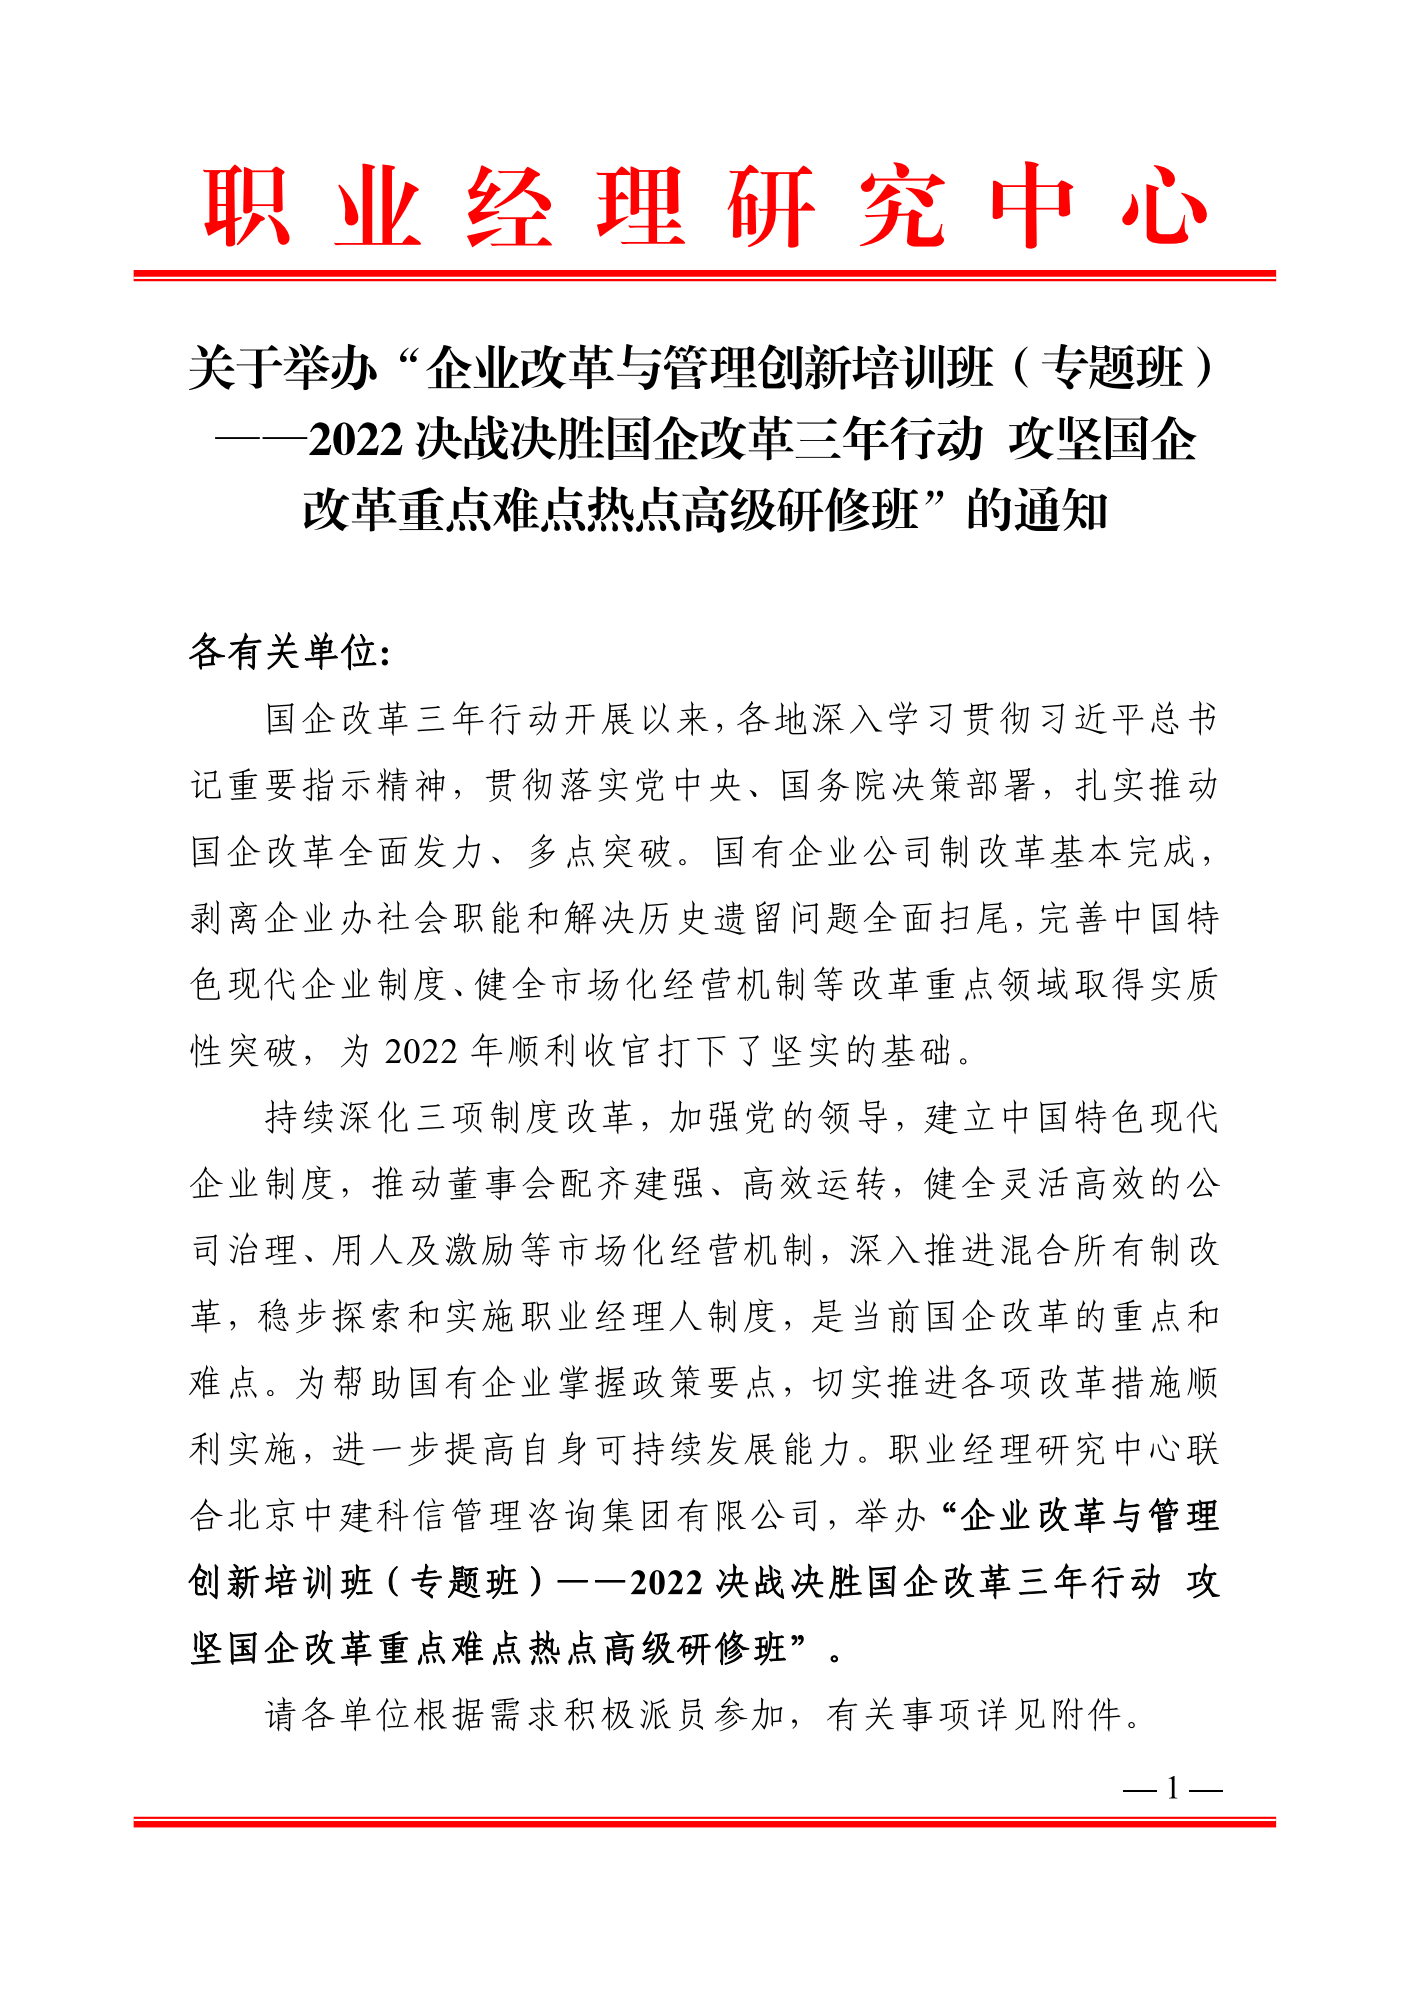 职业经理研究中心
关于举办“企业改革与管理创新培训班（专题班）
——2022 决战决胜国企改革三年行动 攻坚国企
改革重点难点热点高级研修班”的通知
各有关单位：
国企改革三年行动开展以来，各地深入学习贯彻习近平总书
记重要指示精神，贯彻落实党中央、国务院决策部署，扎实推动
国企改革全面发力、多点突破。国有企业公司制改革基本完成，
剥离企业办社会职能和解决历史遗留问题全面扫尾，完善中国特
色现代企业制度、健全市场化经营机制等改革重点领域取得实质
性突破，为 2022 年顺利收官打下了坚实的基础。
持续深化三项制度改革，加强党的领导，建立中国特色现代
企业制度，推动董事会配齐建强、高效运转，健全灵活高效的公
司治理、用人及激励等市场化经营机制，深入推进混合所有制改
革，稳步探索和实施职业经理人制度，是当前国企改革的重点和
难点。为帮助国有企业掌握政策要点，切实推进各项改革措施顺
利实施，进一步提高自身可持续发展能力。职业经理研究中心联
合北京中建科信管理咨询集团有限公司，举办“企业改革与管理
创新培训班（专题班）——2022 决战决胜国企改革三年行动 攻
坚国企改革重点难点热点高级研修班”。
请各单位根据需求积极派员参加，有关事项详见附件。
— 1 —